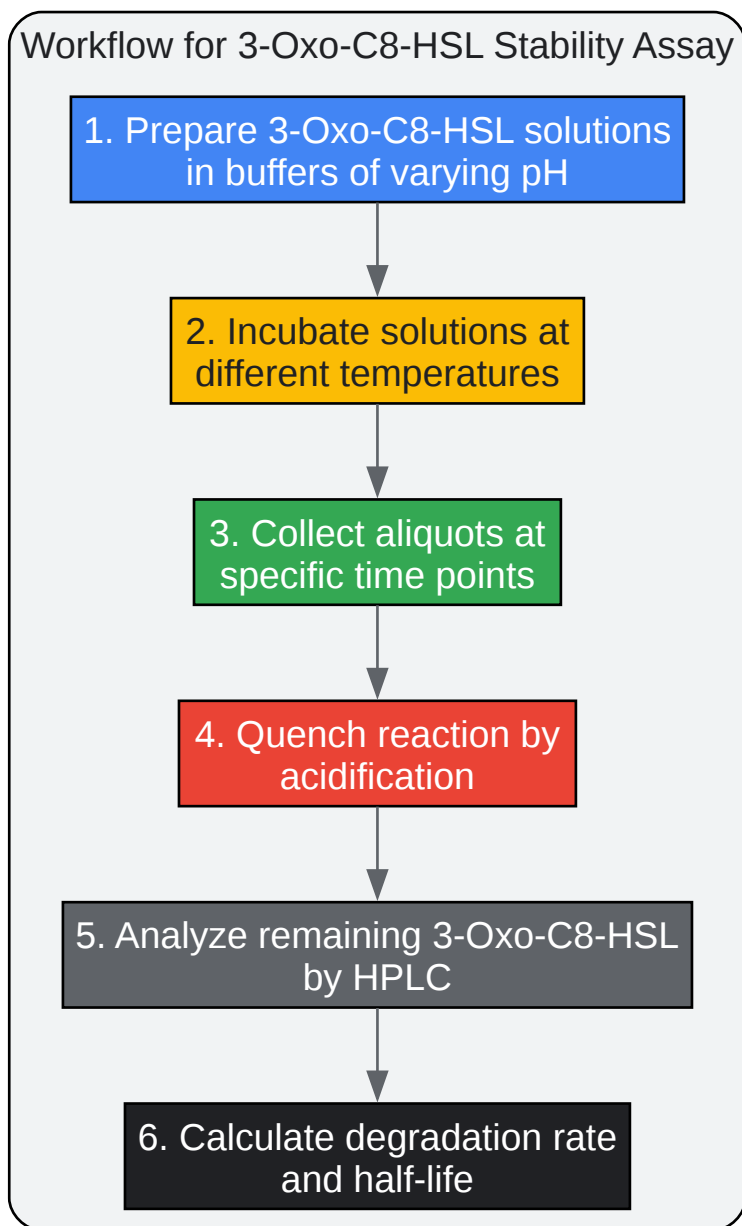 Workflow for 3-Oxo-C8-HSL Stability Assay
1. Prepare 3-Oxo-C8-HSL solutions
in buffers of varying pH
2. Incubate solutions at
different temperatures
3. Collect aliquots at
specific time points
4. Quench reaction by
acidification
5. Analyze remaining 3-Oxo-C8-HSL
by HPLC
6. Calculate degradation rate
and half-life